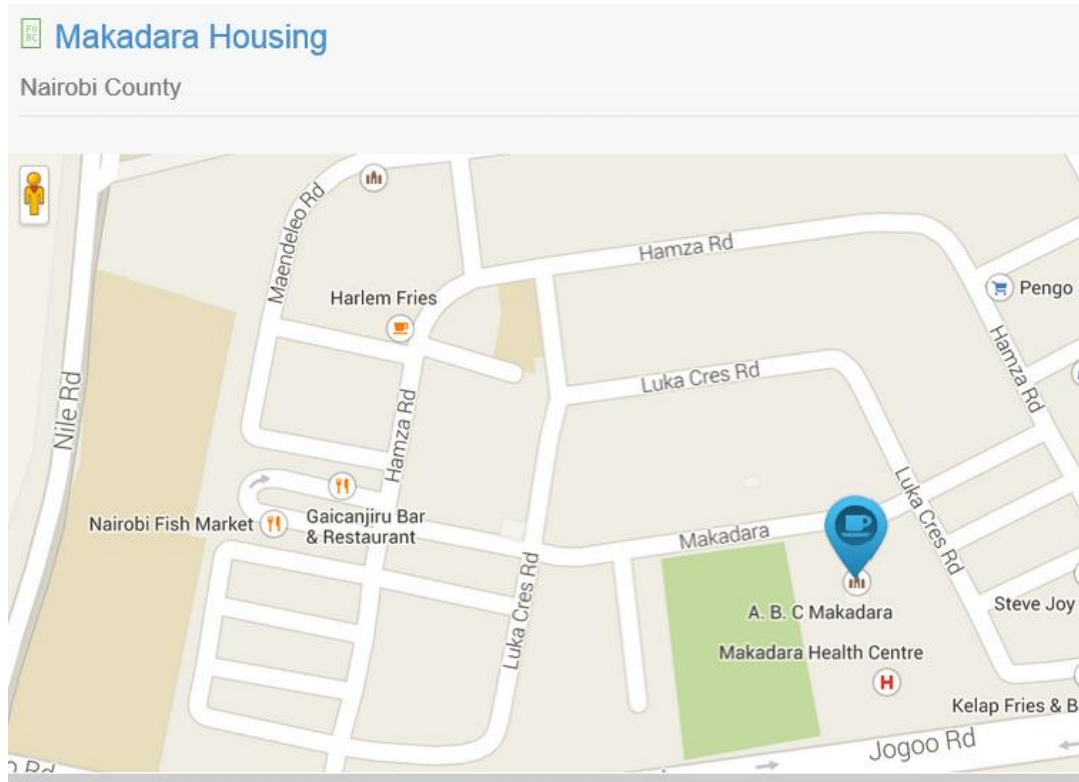 Makadara Housing
Nairobi County
Maendeleo Rd
Hamza Rd
Harlem Fries
Pengo
Hamza Rd
Luka Cres Rd
Nile Rd
Hamza Rd
Luka Cres Rd
Nairobi Fish Market
Gaicanjiru Bar
& Restaurant
Makadara
A. B. C Makadara
Steve Joy
Luka Cres Rd
Makadara Health Centre
H
Kelap Fries & B
Jogoo Rd